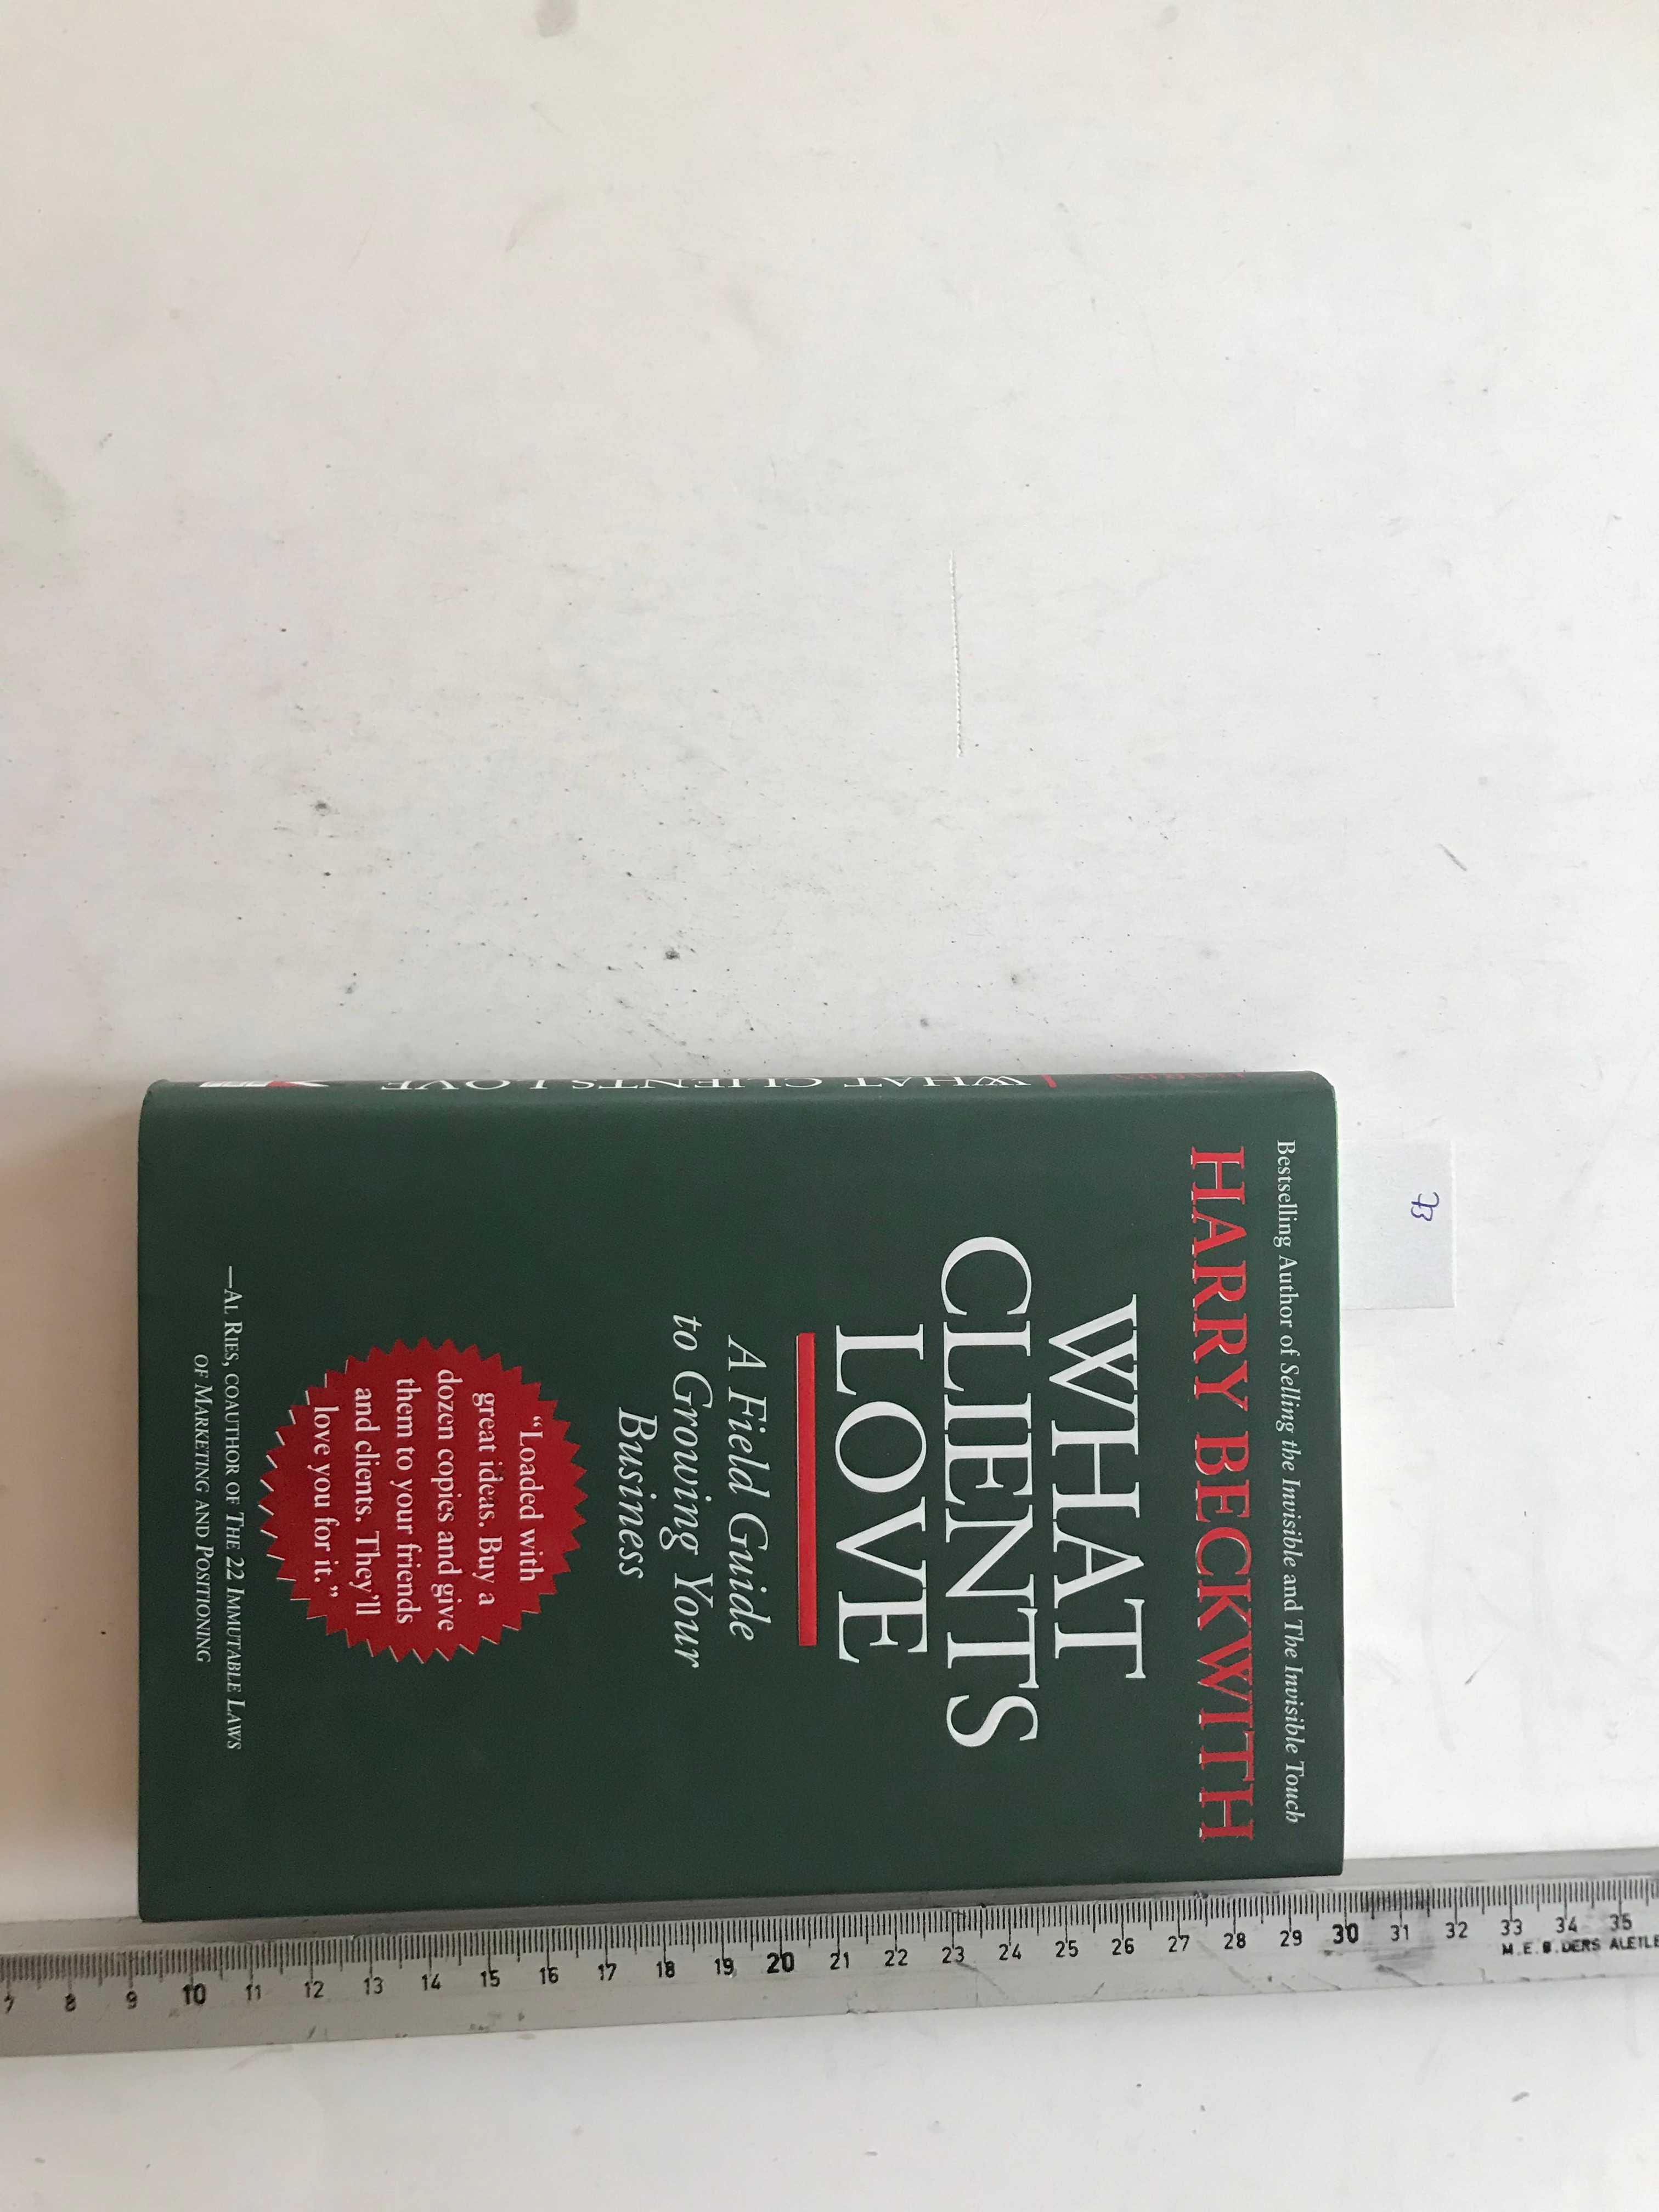 Bestselling Author of Selling the Invisible and The Invisible Touch
HARRY BECKWITH
WHAT
CLIENTS
LOVE
A Field Guide
to Growing Your
Business
“Loaded with
great ideas. Buy a
dozen copies and give
them to your friends
and clients. They’ll
love you for it.”
—AL RIES, COAUTHOR OF THE 22 IMMUTABLE LAWS
OF MARKETING AND POSITIONING
WHAT CLIENTS LOVE
7 8 9 10 11 12 13 14 15 16 17 18 19 20 21 22 23 24 25 26 27 28 29 30 31 32 33 34 35
M.E.B. DERS ALETLE